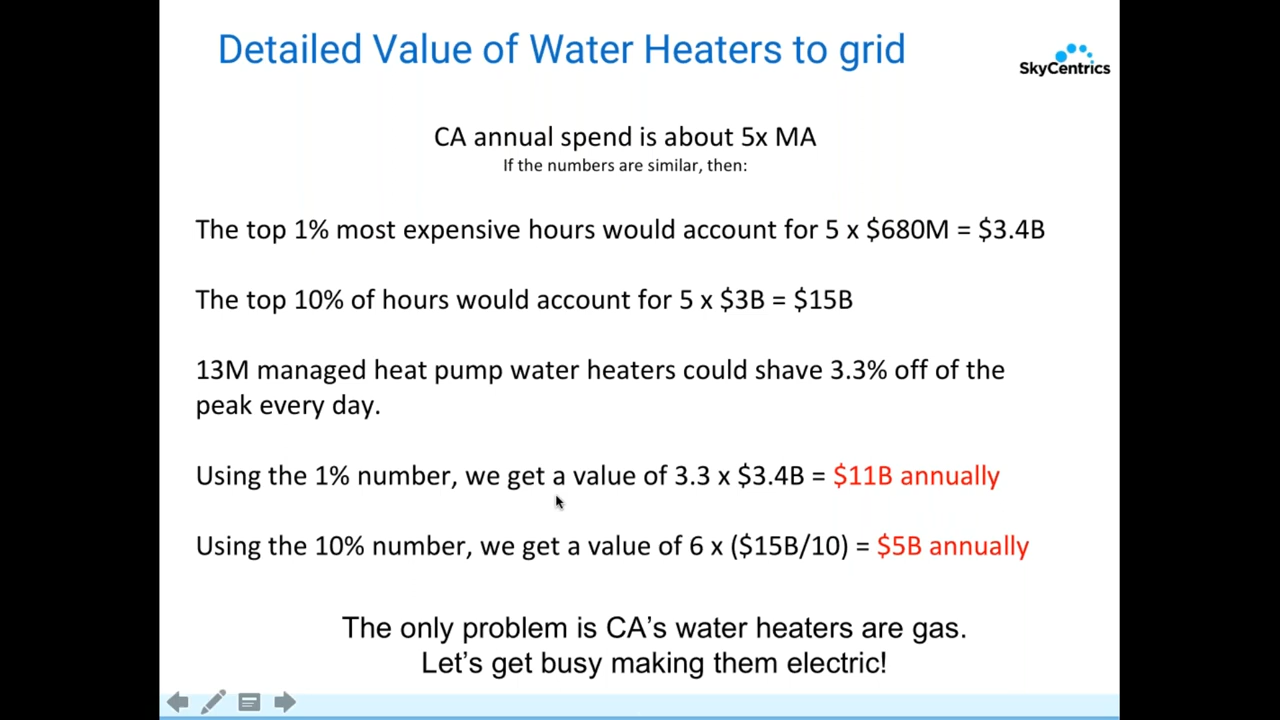 Detailed Value of Water Heaters to grid
SkyCentrics
CA annual spend is about 5x MA
If the numbers are similar, then:
The top 1% most expensive hours would account for 5 x $680M = $3.4B
The top 10% of hours would account for 5 x $3B = $15B
13M managed heat pump water heaters could shave 3.3% off of the
peak every day.
Using the 1% number, we get a value of 3.3 x $3.4B = $11B annually
Using the 10% number, we get a value of 6 x ($15B/10) = $5B annually
The only problem is CA's water heaters are gas.
Let's get busy making them electric!